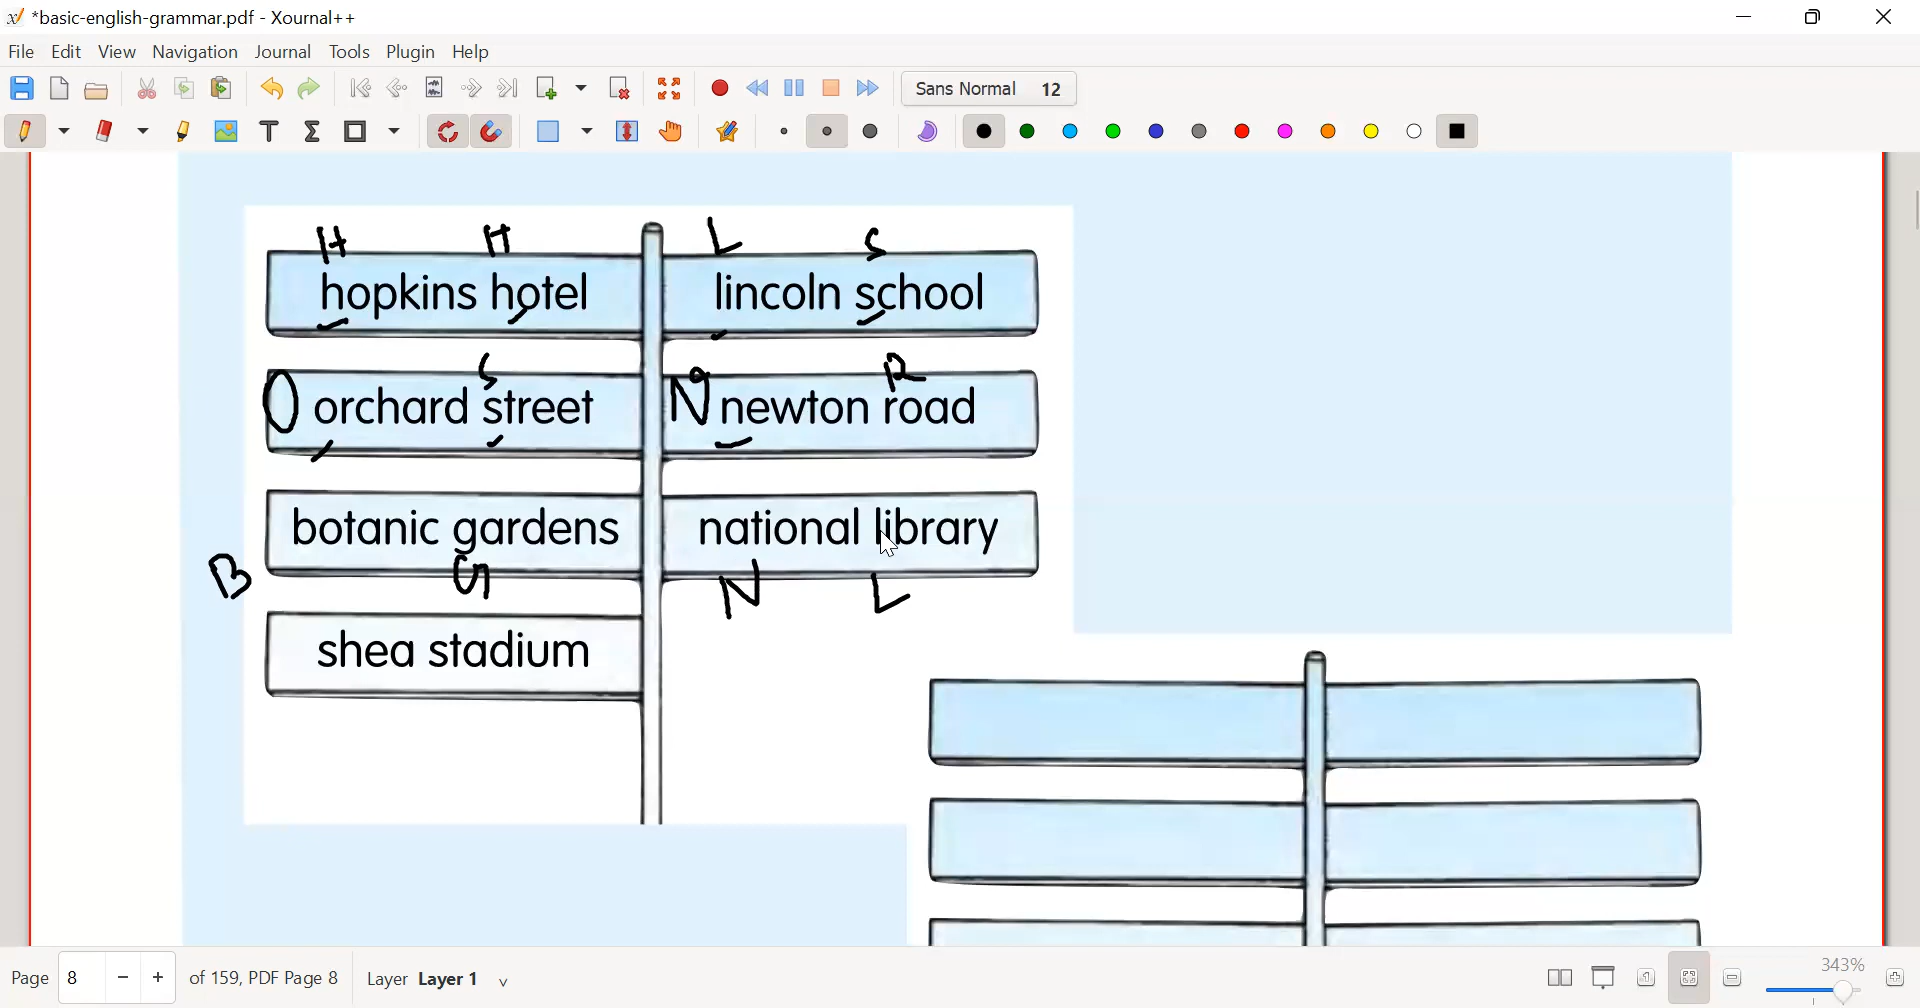 *basic-english-grammar.pdf - Xournal++
File Edit View Navigation Journal Tools Plugin Help
Sans Normal 12
H H L S
hopkins hotel lincoln school
S R
O orchard street N newton road
botanic gardens national library
B G N L
shea stadium
Page 8 of 159, PDF Page 8 Layer Layer 1 343%